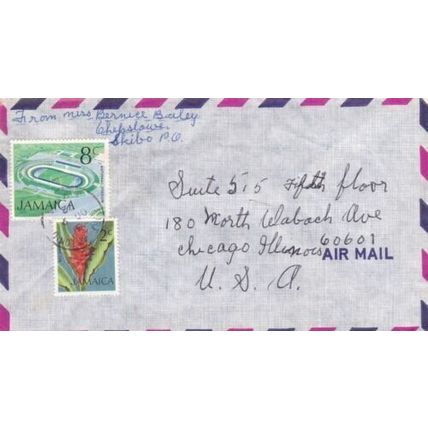 From miss Bernice Bailey
Chepstowe
Skibo P.O.
8c
JAMAICA
2c
JAMAICA
Suite 515 Fifth floor
180 North Wabach Ave
Chicago Illinois 60601
AIR MAIL
U. S. A.